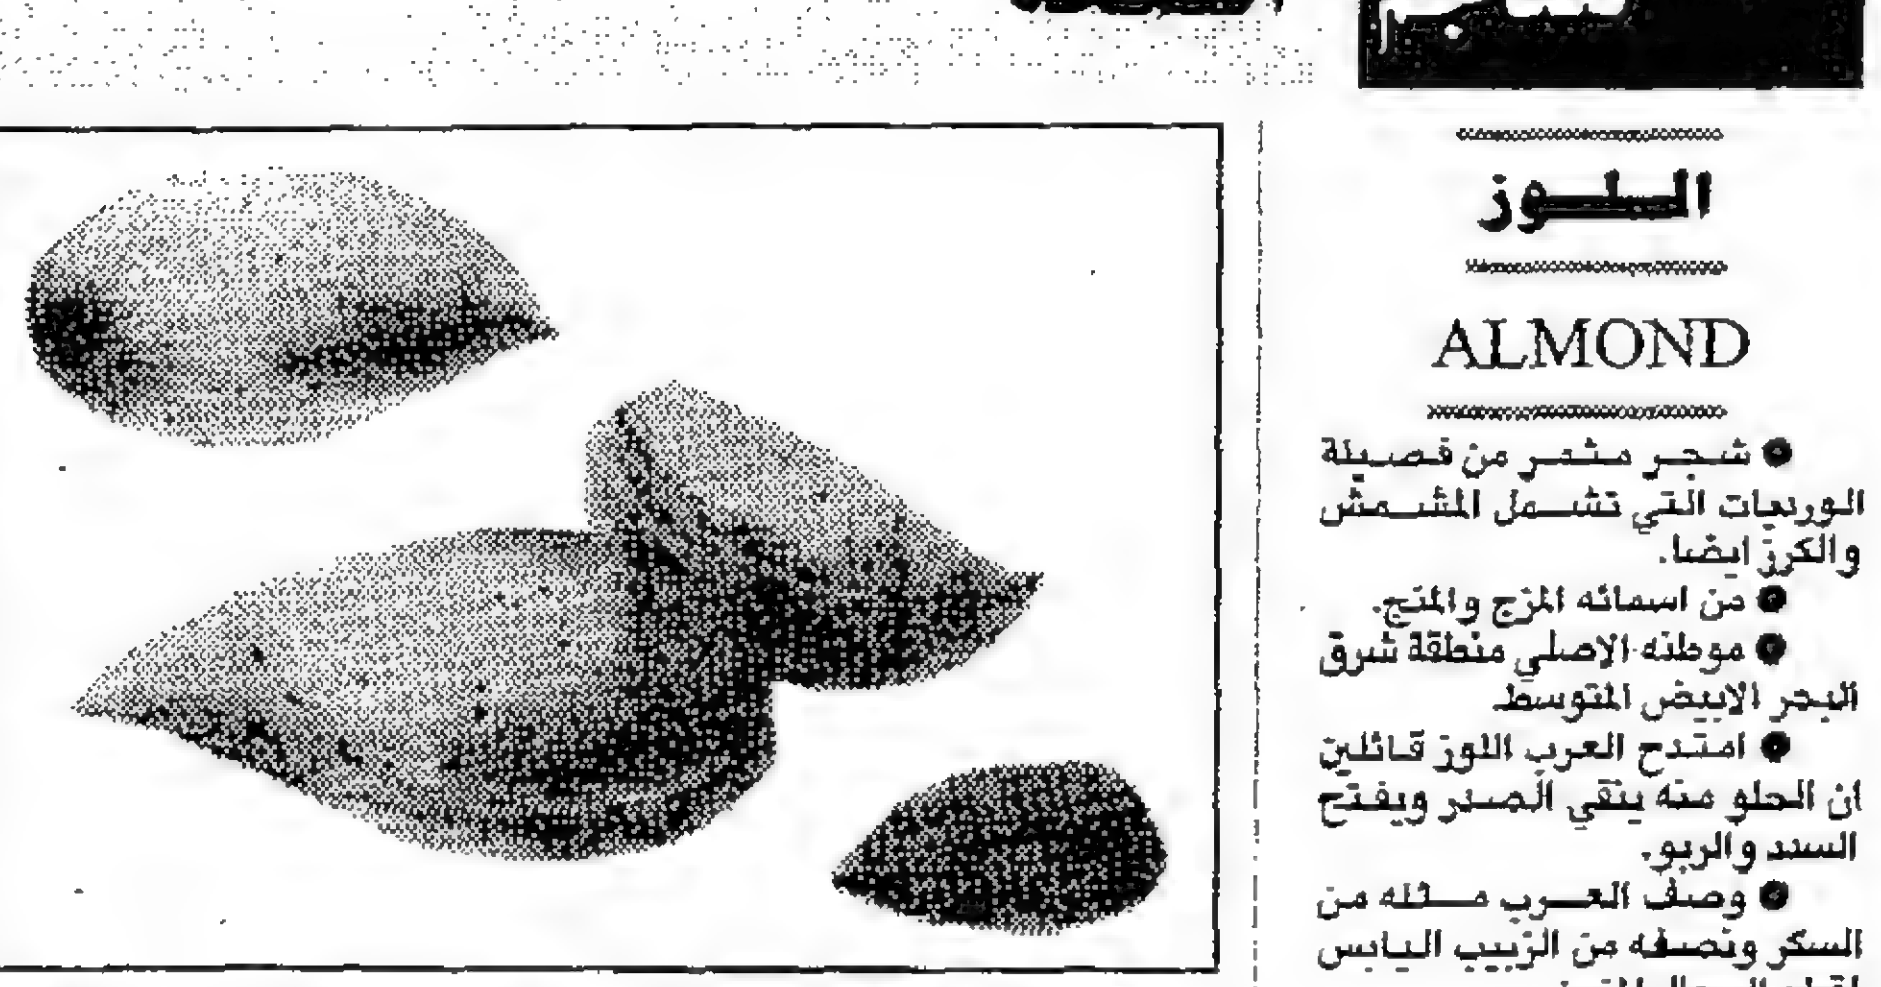 اللوز
ALMOND
● شجر مثمر من فصيلة
الورديات التي تشمل المشمش
والكرز ايضا.
● من اسمائه المزج والمنج.
● موطنه الاصلي منطقة شرق
البحر الابيض المتوسط
● امتدح العرب اللوز قائلين
ان الحلو منه ينقي الصدر ويفتح
السدد والربو.
● وصف العرب مثله من
السكر ونصفه من الزبيب اليابس